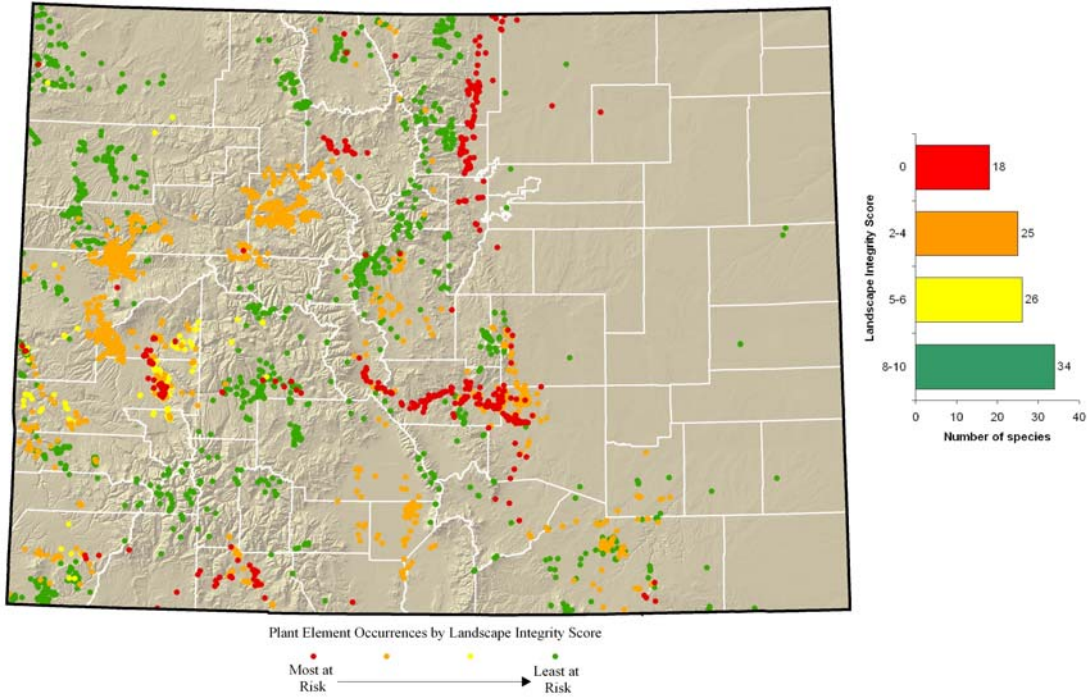 0
18
2-4
25
5-6
26
8-10
34
Landscape Integrity Score
0 10 20 30 40
Number of species
Plant Element Occurrences by Landscape Integrity Score
Most at Risk
Least at Risk